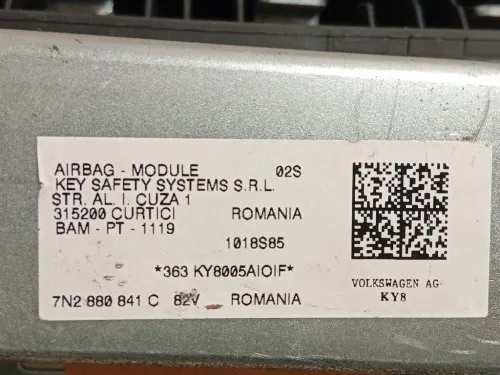 AIRBAG - MODULE 02S
KEY SAFETY SYSTEMS S.R.L.
STR. AL. I. CUZA 1
315200 CURTICI ROMANIA
BAM - PT - 1119
1018S85
*363 KY8005AIOIF*
VOLKSWAGEN AG
KY8
7N2 880 841 C 82V ROMANIA